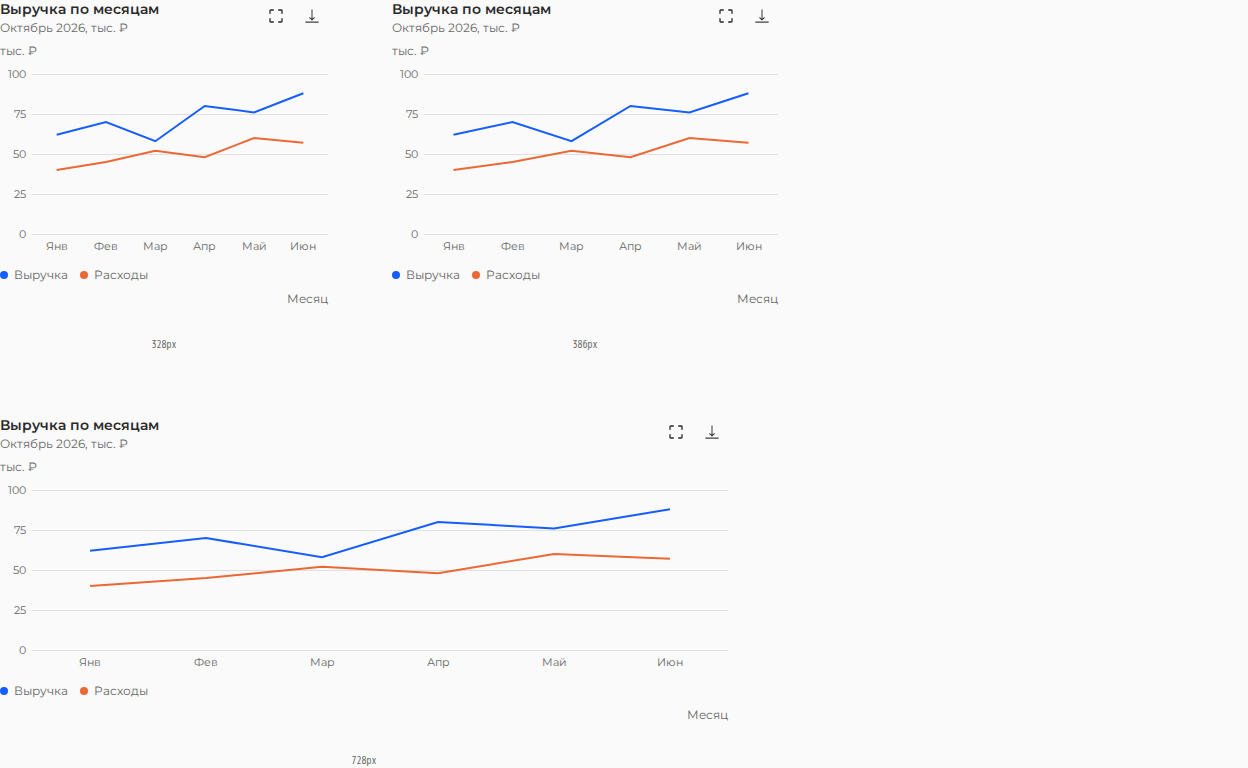 Выручка по месяцам
Октябрь 2026, тыс. ₽
тыс. ₽
100
75
50
25
0
Янв Фев Мар Апр Май Июн
Выручка Расходы
Месяц
328px
Выручка по месяцам
Октябрь 2026, тыс. ₽
тыс. ₽
100
75
50
25
0
Янв Фев Мар Апр Май Июн
Выручка Расходы
Месяц
386px
Выручка по месяцам
Октябрь 2026, тыс. ₽
тыс. ₽
100
75
50
25
0
Янв Фев Мар Апр Май Июн
Выручка Расходы
Месяц
728px